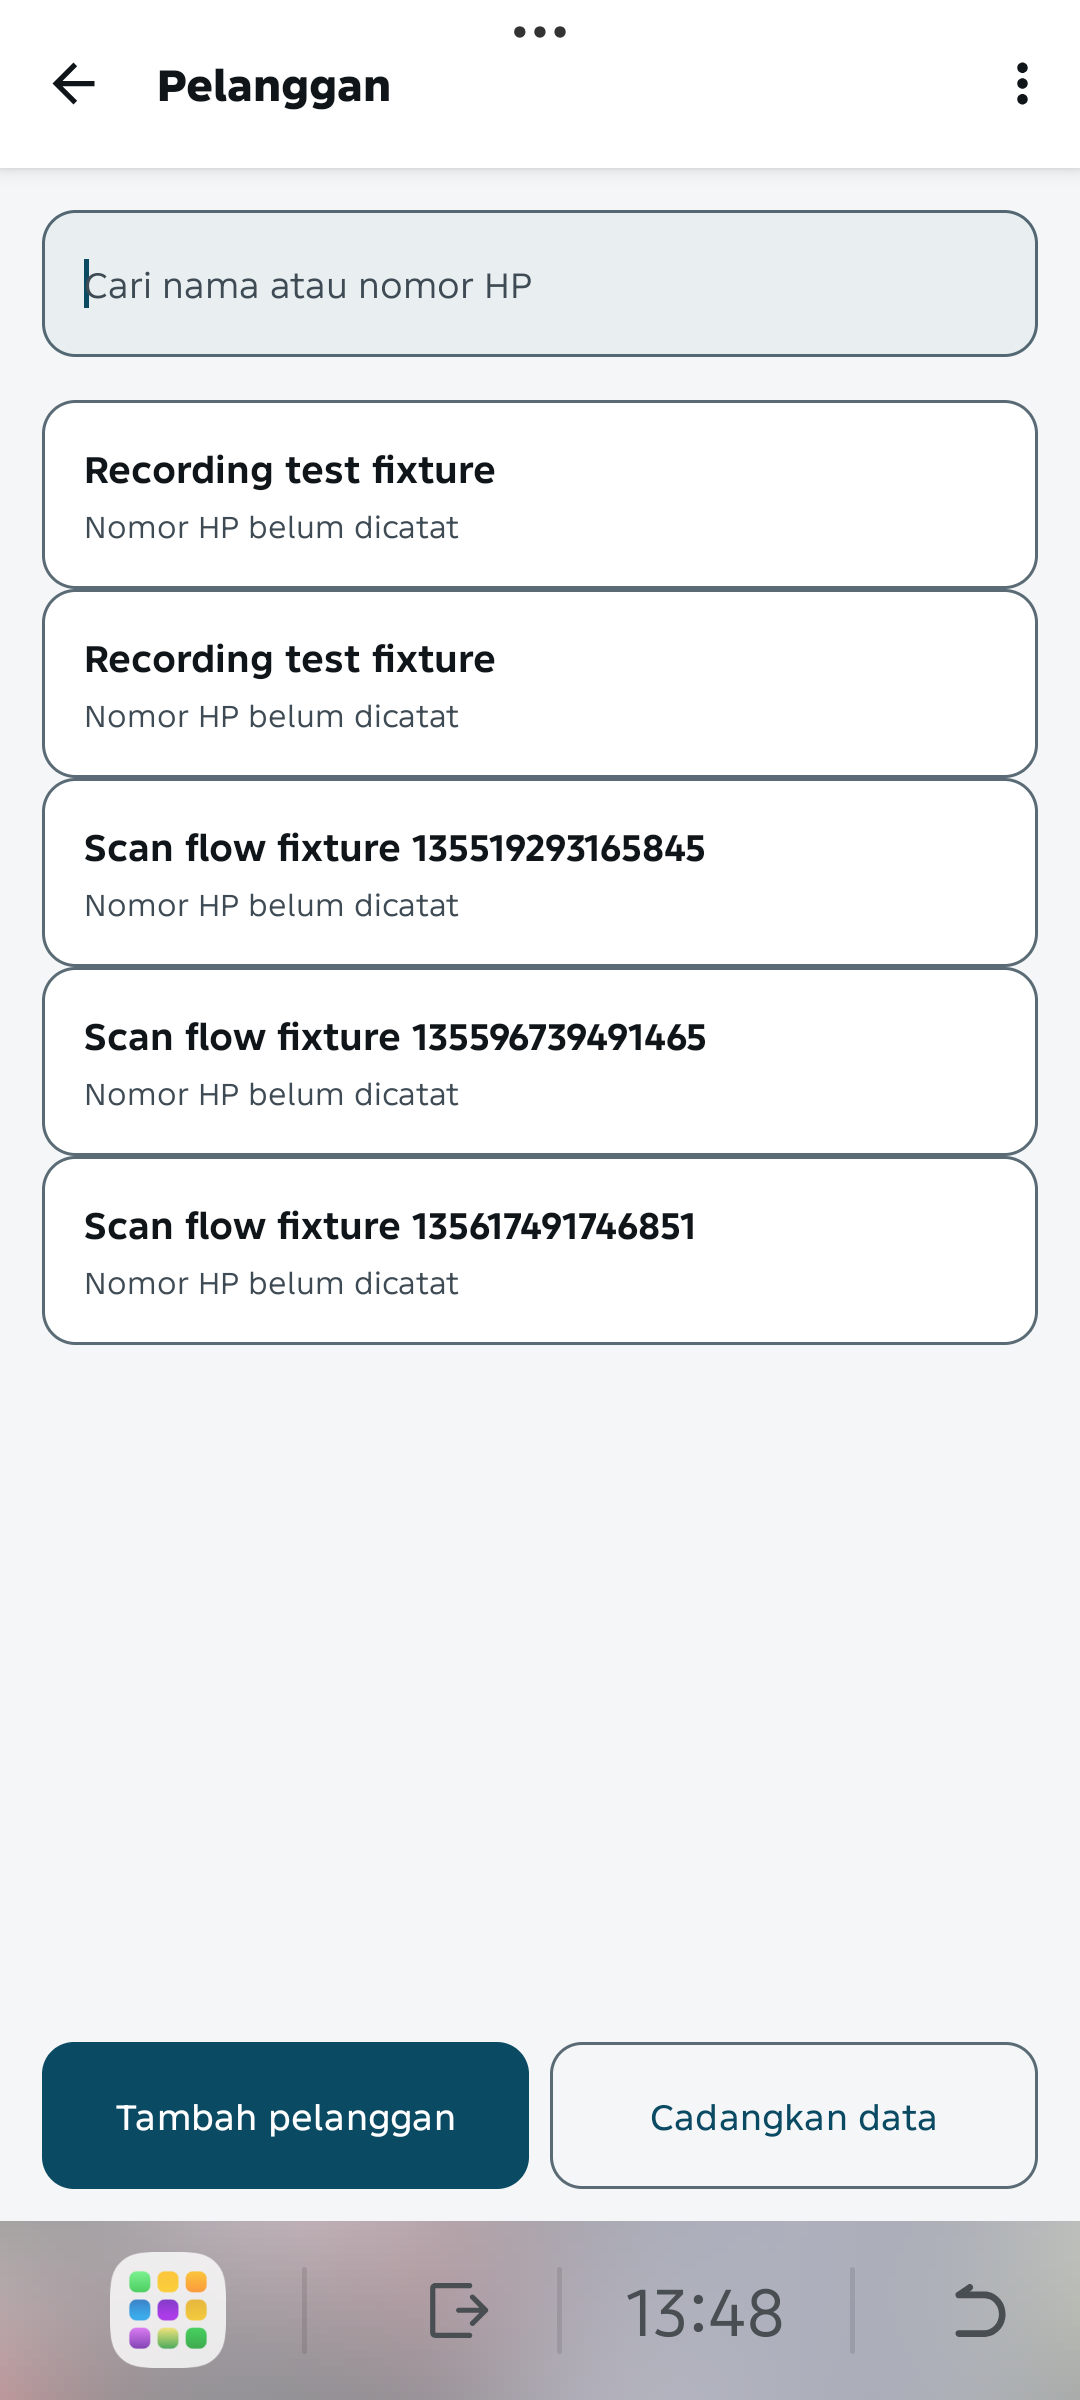 Pelanggan
Cari nama atau nomor HP
Recording test fixture
Nomor HP belum dicatat
Recording test fixture
Nomor HP belum dicatat
Scan flow fixture 135519293165845
Nomor HP belum dicatat
Scan flow fixture 135596739491465
Nomor HP belum dicatat
Scan flow fixture 135617491746851
Nomor HP belum dicatat
Tambah pelanggan
Cadangkan data
13:48